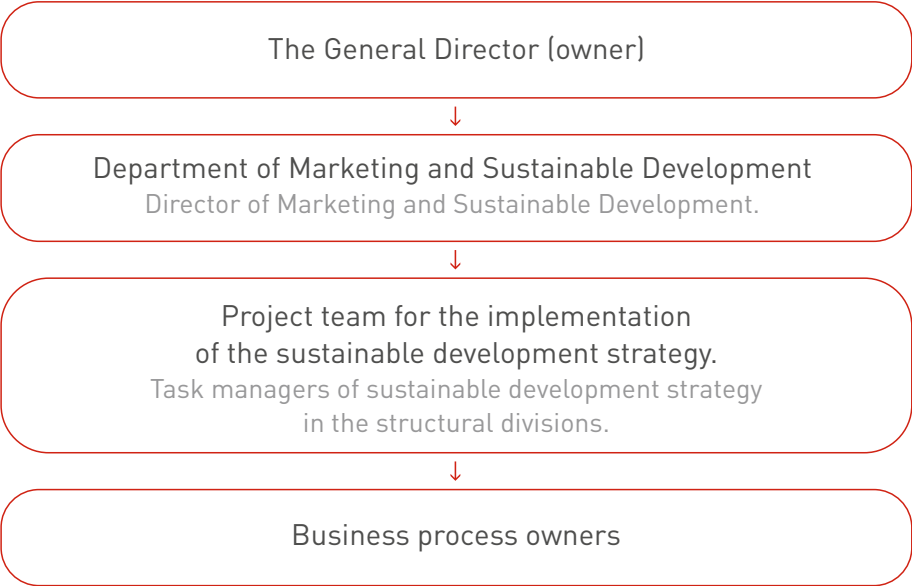 The General Director (owner)
↓
Department of Marketing and Sustainable Development
Director of Marketing and Sustainable Development.
↓
Project team for the implementation
of the sustainable development strategy.
Task managers of sustainable development strategy
in the structural divisions.
↓
Business process owners